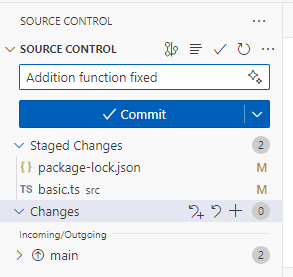 SOURCE CONTROL
SOURCE CONTROL
Addition function fixed
Commit
Staged Changes 2
{ } package-lock.json M
TS basic.ts src M
Changes 0
Incoming/Outgoing
main 2